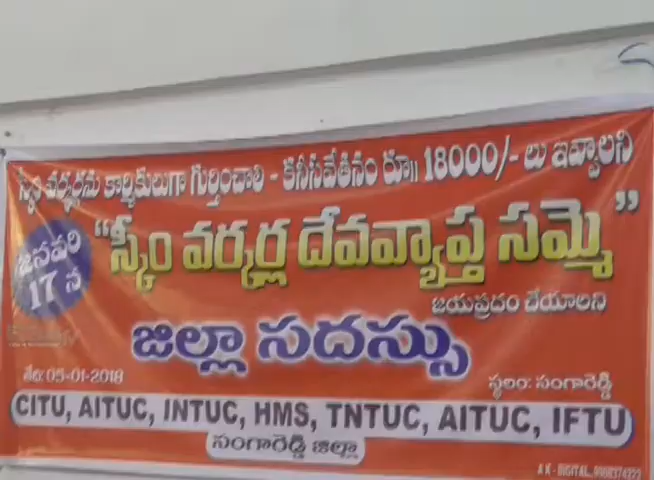 స్కీం వర్కర్లను కార్మికులుగా గుర్తించాలి - కనీసవేతనం రూ॥ 18000/- లు ఇవ్వాలని
జనవరి 17 న
“స్కీం వర్కర్ల దేవవ్యాప్త సమ్మె”
జయప్రదం చేయాలని
జిల్లా సదస్సు
తేది: 05-01-2018
స్థలం: సంగారెడ్డి
CITU, AITUC, INTUC, HMS, TNTUC, AITUC, IFTU
సంగారెడ్డి జిల్లా